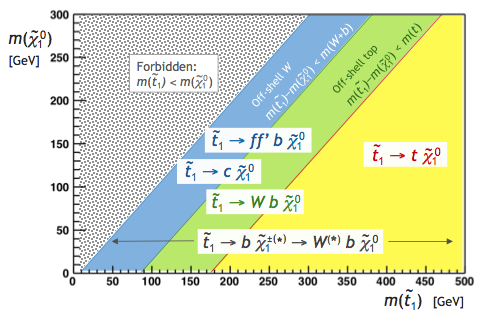 m(χ̃₁⁰)
[GeV]
300
250
200
150
100
50
0
Forbidden:
m(t̃₁) < m(χ̃₁⁰)
Off-shell W
m(t̃₁)−m(χ̃₁⁰) < m(W+b)
Off-shell top
m(t̃₁)−m(χ̃₁⁰) < m(t)
t̃₁ → ff' b χ̃₁⁰
t̃₁ → c χ̃₁⁰
t̃₁ → t χ̃₁⁰
t̃₁ → W b χ̃₁⁰
t̃₁ → b χ̃₁±(*) → W(*) b χ̃₁⁰
0 50 100 150 200 250 300 350 400 450 500
m(t̃₁) [GeV]